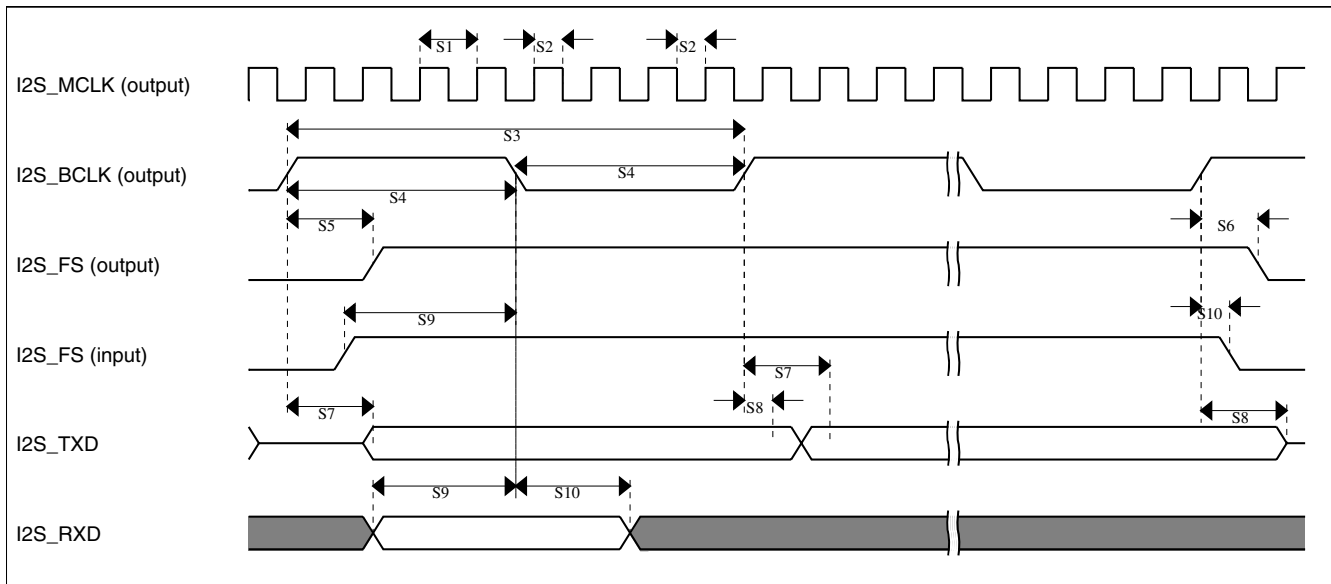 S1
S2
S2
I2S_MCLK (output)
S3
I2S_BCLK (output)
S4
S4
S5
S6
I2S_FS (output)
S9
S10
I2S_FS (input)
S7
S7
S8
S8
I2S_TXD
S9
S10
I2S_RXD